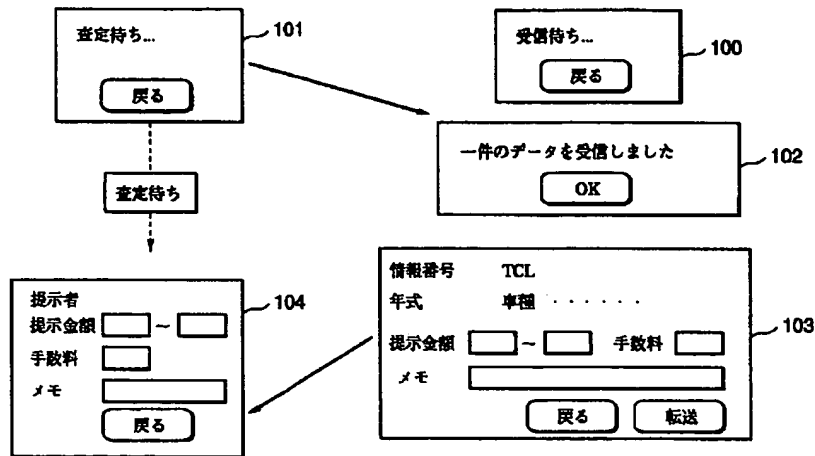 査定待ち...
戻る
101
受信待ち...
戻る
100
一件のデータを受信しました
OK
102
査定待ち
提示者
提示金額 ~
手数料
メモ
戻る
104
情報番号 TCL
年式 車種 ······
提示金額 ~ 手数料
メモ
戻る 転送
103